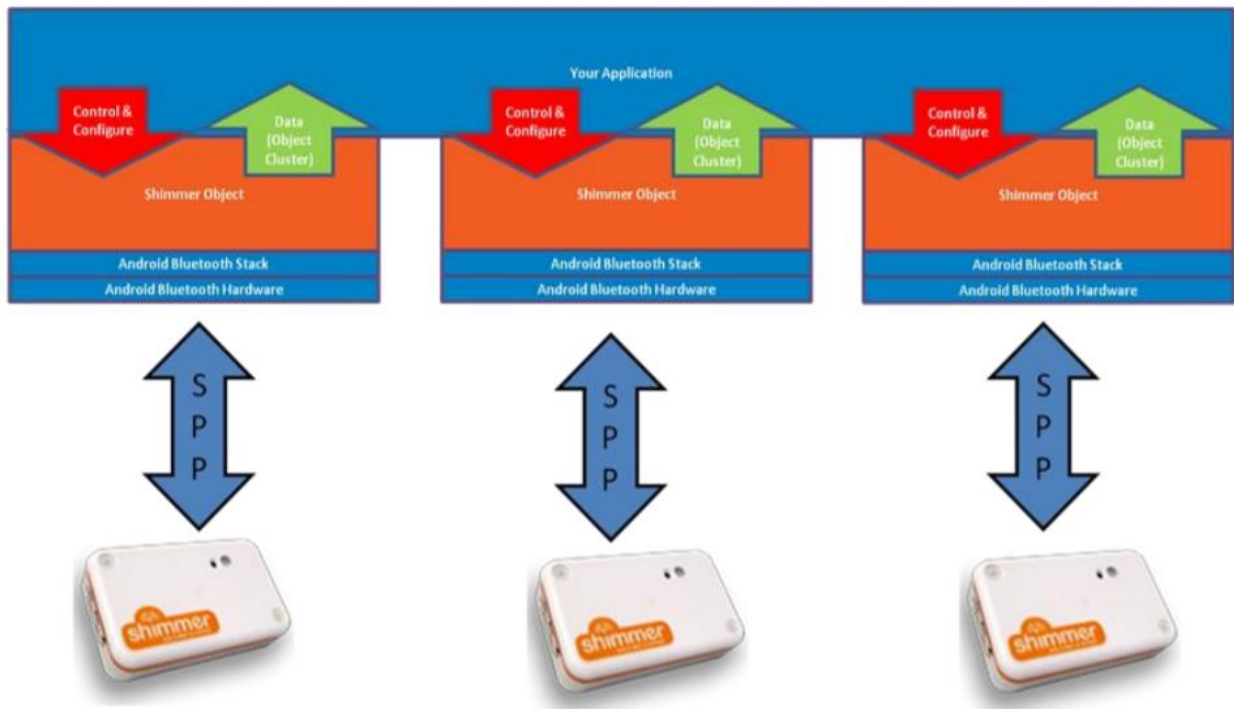 Your Application
Control &
Configure
Data
(Object
Cluster)
Shimmer Object
Android Bluetooth Stack
Android Bluetooth Hardware
Control &
Configure
Data
(Object
Cluster)
Shimmer Object
Android Bluetooth Stack
Android Bluetooth Hardware
Control &
Configure
Data
(Object
Cluster)
Shimmer Object
Android Bluetooth Stack
Android Bluetooth Hardware
S
P
P
S
P
P
S
P
P
shimmer
shimmer
shimmer